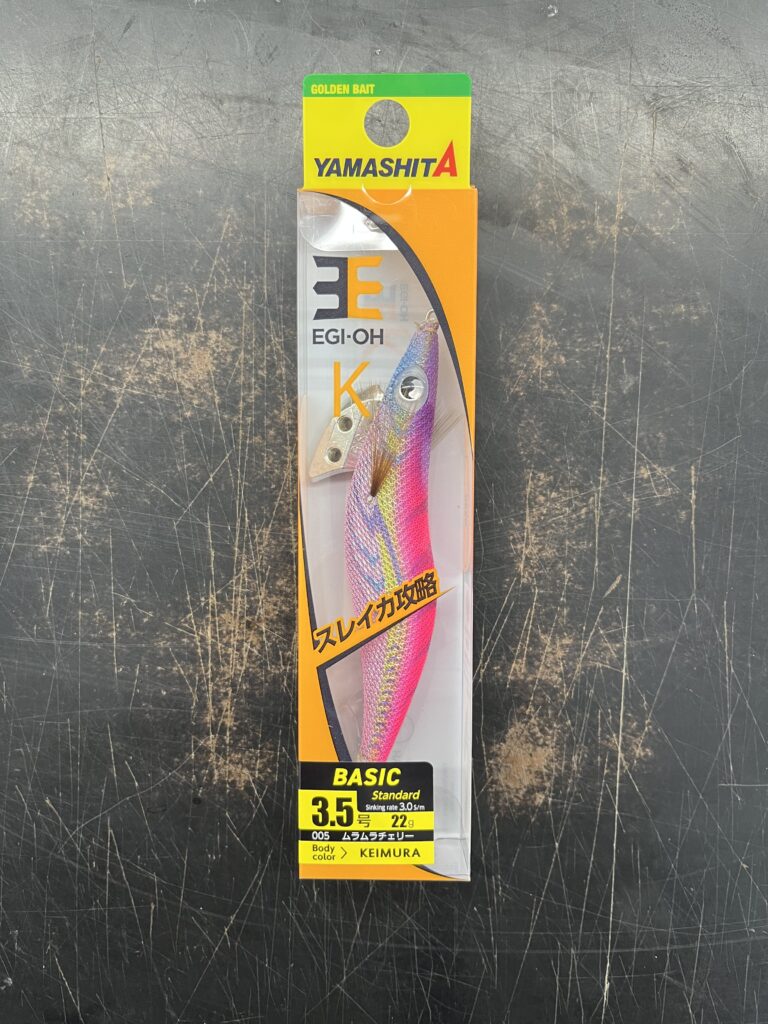 GOLDEN BAIT
YAMASHITA
EGI-OH
K
スレイカ攻略
BASIC
Standard
3.5号 Sinking rate 3.0 s/m
22g
005 ムラムラチェリー
Body color > KEIMURA